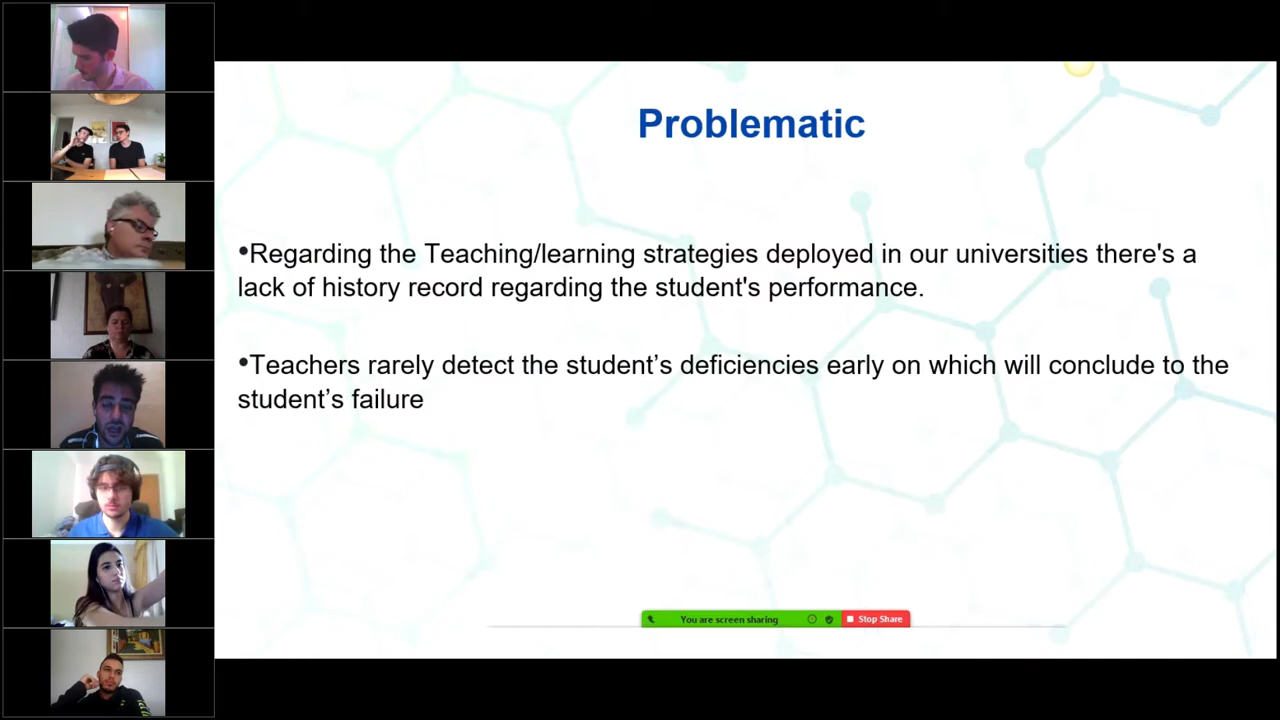 Problematic
•Regarding the Teaching/learning strategies deployed in our universities there's a
lack of history record regarding the student's performance.
•Teachers rarely detect the student’s deficiencies early on which will conclude to the
student’s failure
You are screen sharing
Stop Share